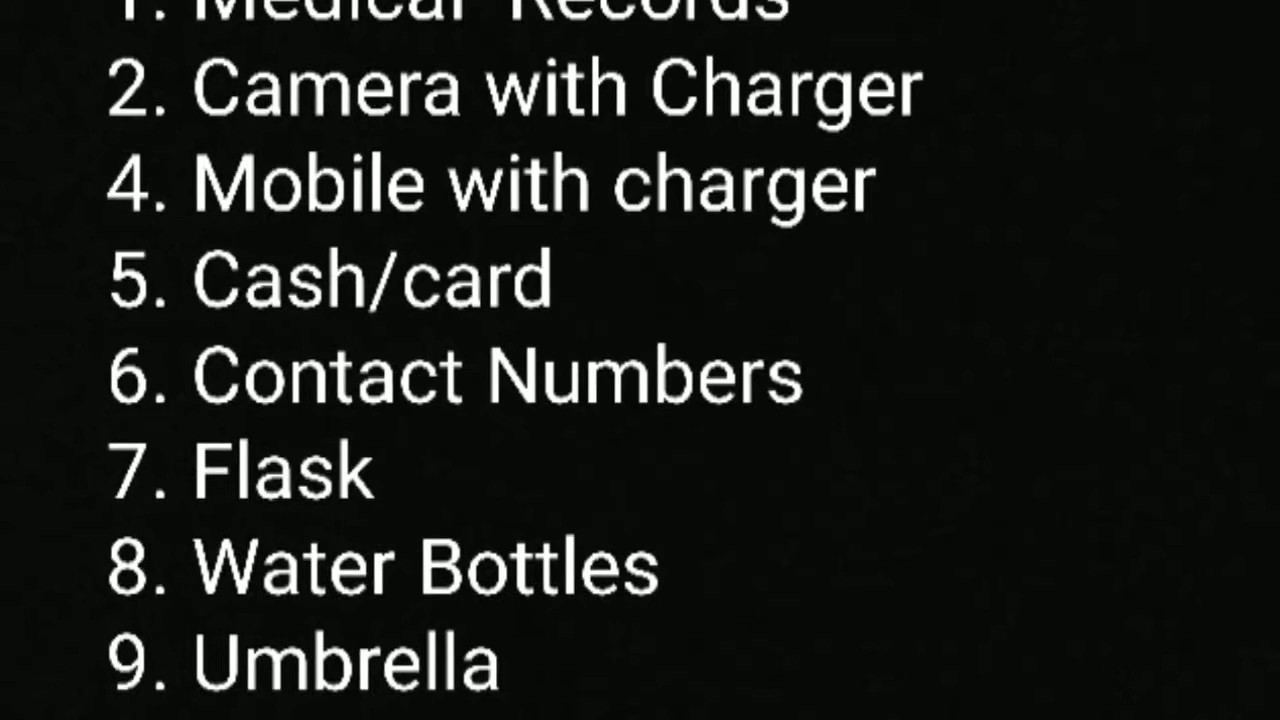 1. Medical Records
2. Camera with Charger
4. Mobile with charger
5. Cash/card
6. Contact Numbers
7. Flask
8. Water Bottles
9. Umbrella